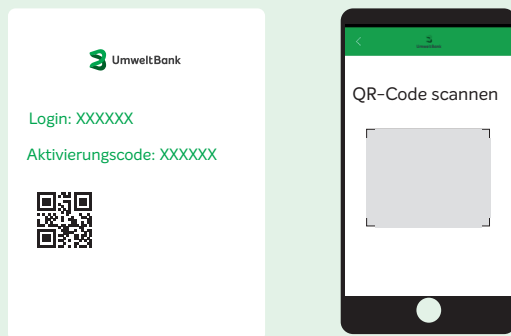 UmweltBank
Login: XXXXXX
Aktivierungscode: XXXXXX
UmweltBank
QR-Code scannen